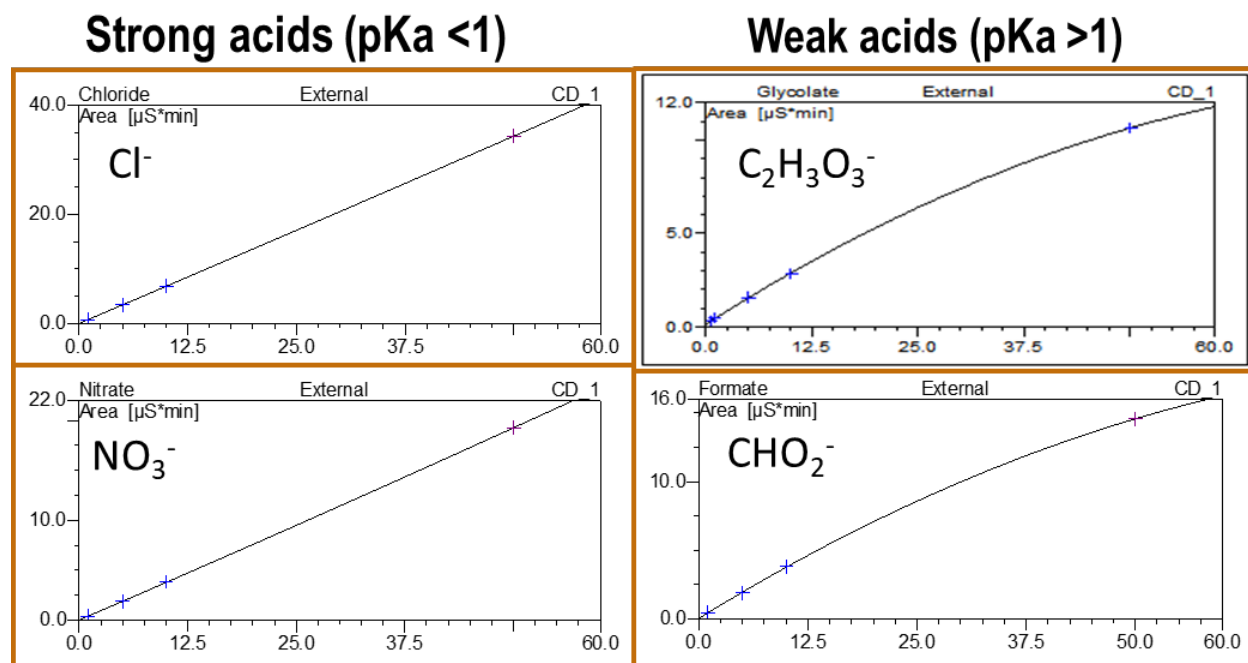 Strong acids (pKa <1)
Weak acids (pKa >1)
Chloride External CD_1
Area [µS*min]
Cl⁻
40.0
20.0
0.0
0.0 12.5 25.0 37.5 60.0
Glycolate External CD_1
Area [µS*min]
C₂H₃O₃⁻
12.0
5.0
0.0
0.0 12.5 25.0 37.5 60.0
Nitrate External CD_1
Area [µS*min]
NO₃⁻
22.0
10.0
0.0
0.0 12.5 25.0 37.5 60.0
Formate External CD_1
Area [µS*min]
CHO₂⁻
16.0
10.0
0.0
0.0 12.5 25.0 37.5 50.0 60.0